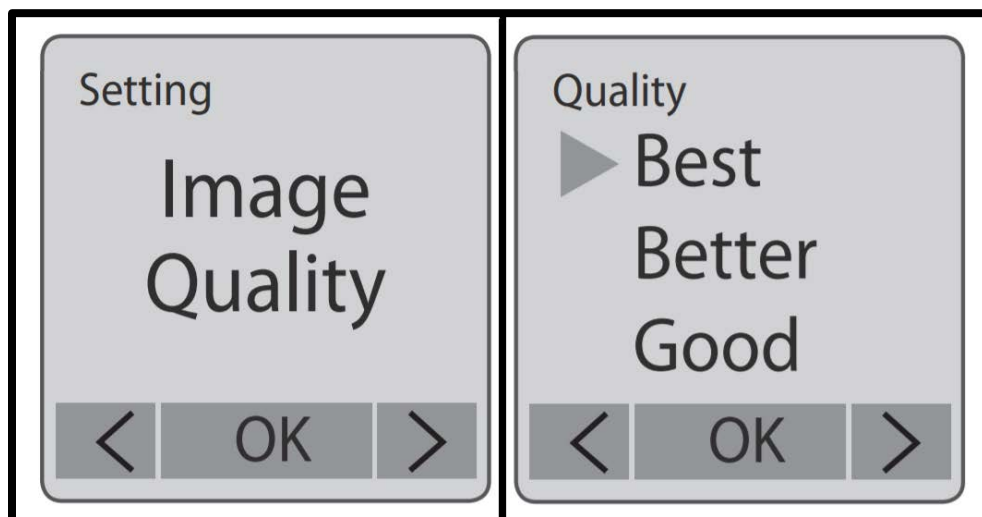 Setting
Image
Quality
< OK >
Quality
Best
Better
Good
< OK >